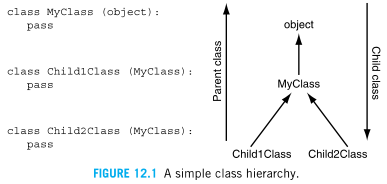 class MyClass (object):
pass
class Child1Class (MyClass):
pass
class Child2Class (MyClass):
pass
Parent class
object
MyClass
Child1Class
Child2Class
Child class
FIGURE 12.1 A simple class hierarchy.